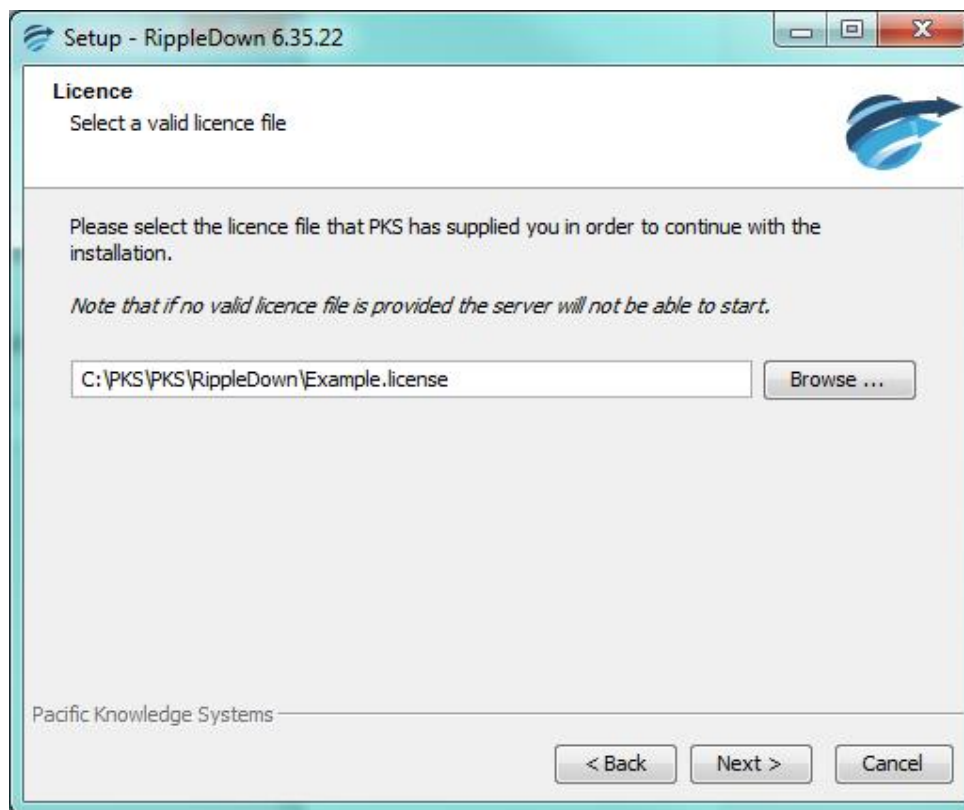 Setup - RippleDown 6.35.22
Licence
Select a valid licence file
Please select the licence file that PKS has supplied you in order to continue with the
installation.
Note that if no valid licence file is provided the server will not be able to start.
C:\PKS\PKS\RippleDown\Example.license
Browse ...
Pacific Knowledge Systems
< Back
Next >
Cancel